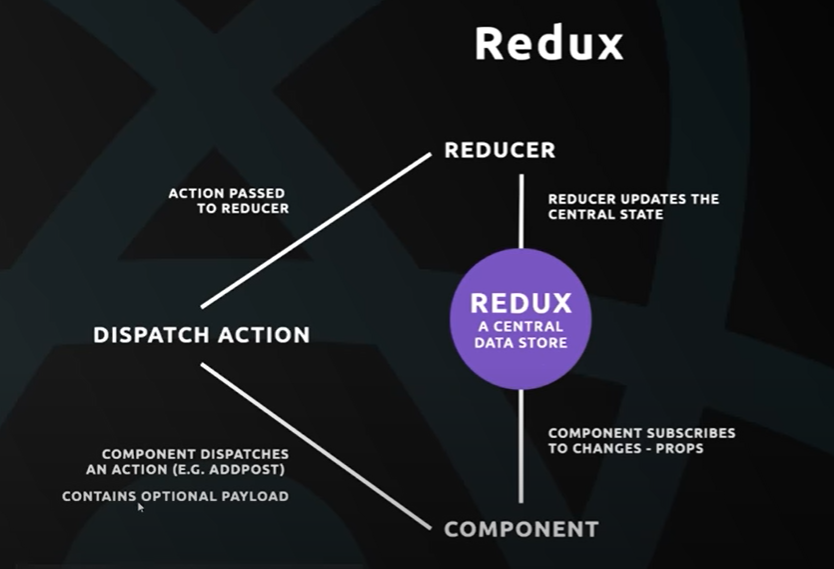 Redux
REDUCER
ACTION PASSED
TO REDUCER
REDUCER UPDATES THE
CENTRAL STATE
DISPATCH ACTION
REDUX
A CENTRAL
DATA STORE
COMPONENT DISPATCHES
AN ACTION (E.G. ADDPOST)
CONTAINS OPTIONAL PAYLOAD
COMPONENT SUBSCRIBES
TO CHANGES - PROPS
COMPONENT